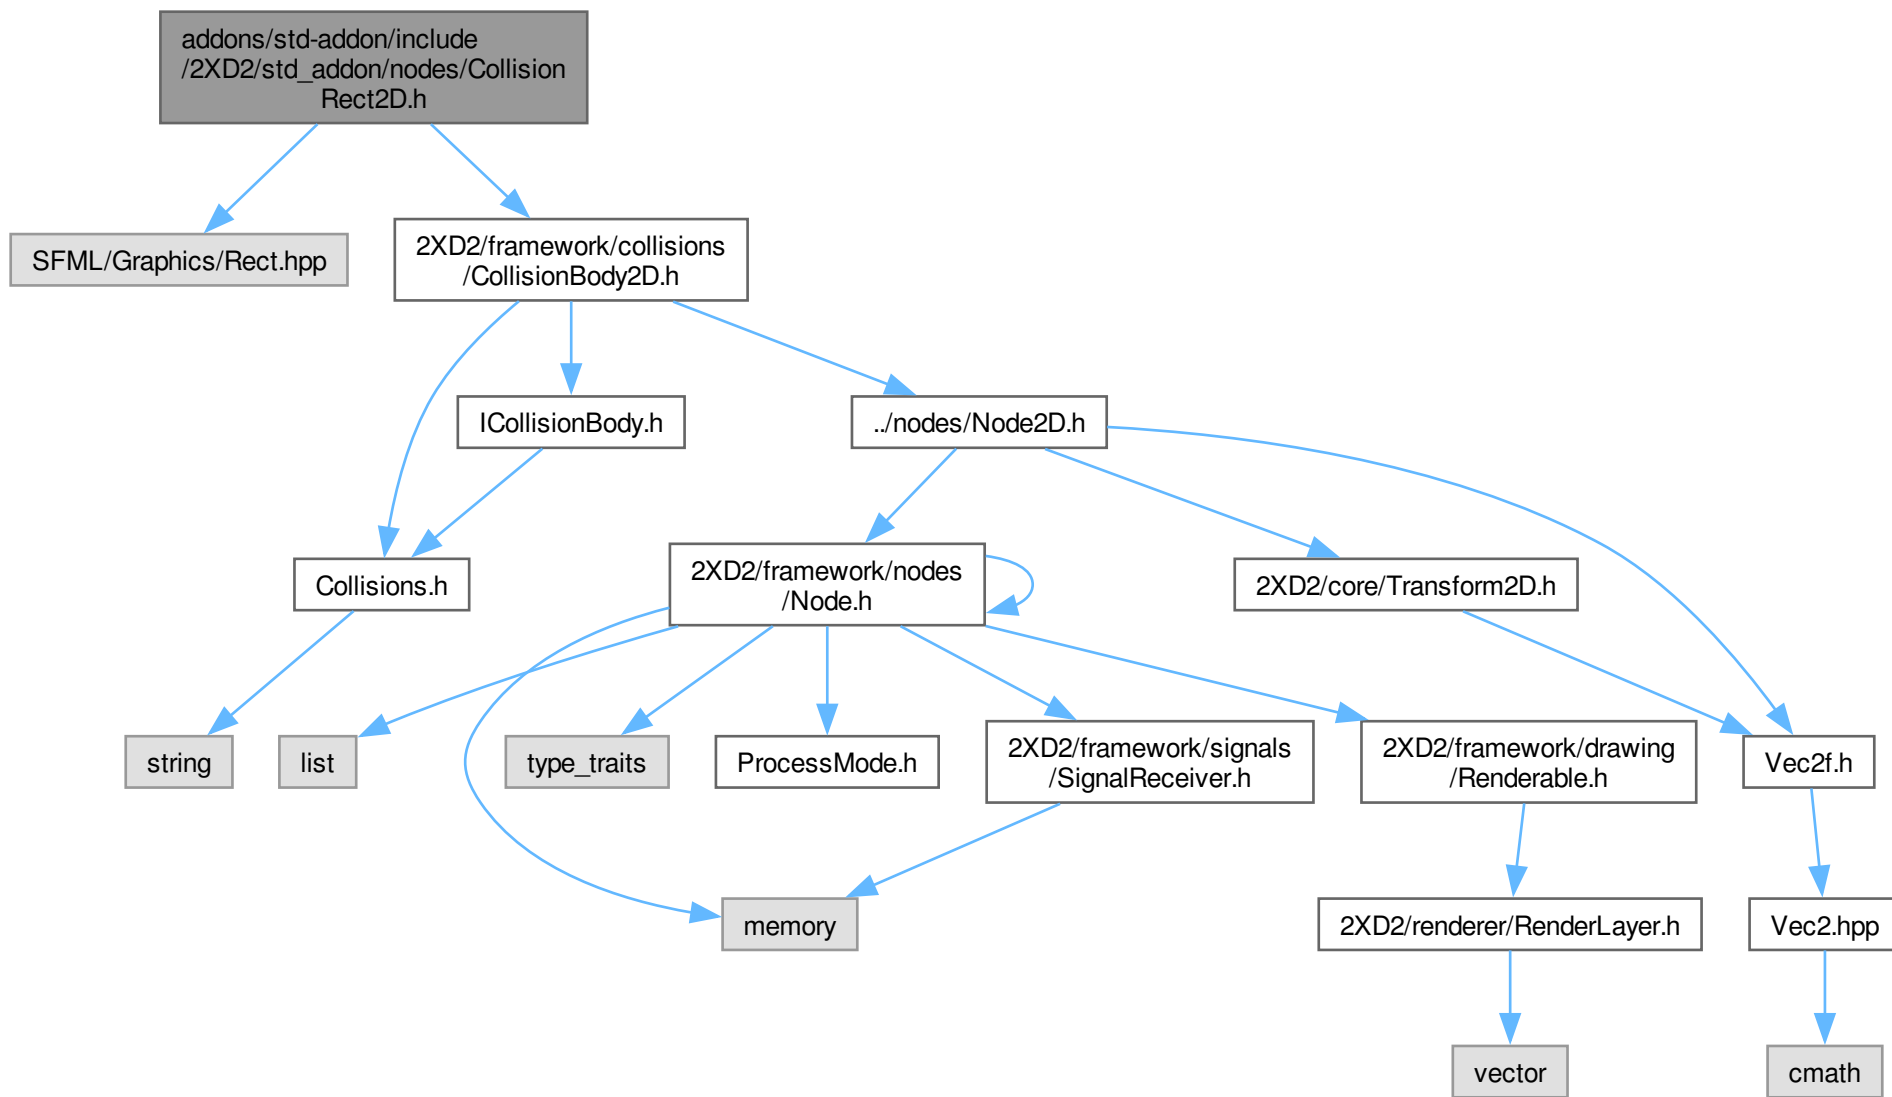 addons/std-addon/include
/2XD2/std_addon/nodes/Collision
Rect2D.h
SFML/Graphics/Rect.hpp
2XD2/framework/collisions
/CollisionBody2D.h
ICollisionBody.h
../nodes/Node2D.h
Collisions.h
2XD2/framework/nodes
/Node.h
2XD2/core/Transform2D.h
string
list
type_traits
ProcessMode.h
2XD2/framework/signals
/SignalReceiver.h
2XD2/framework/drawing
/Renderable.h
Vec2f.h
memory
2XD2/renderer/RenderLayer.h
Vec2.hpp
vector
cmath